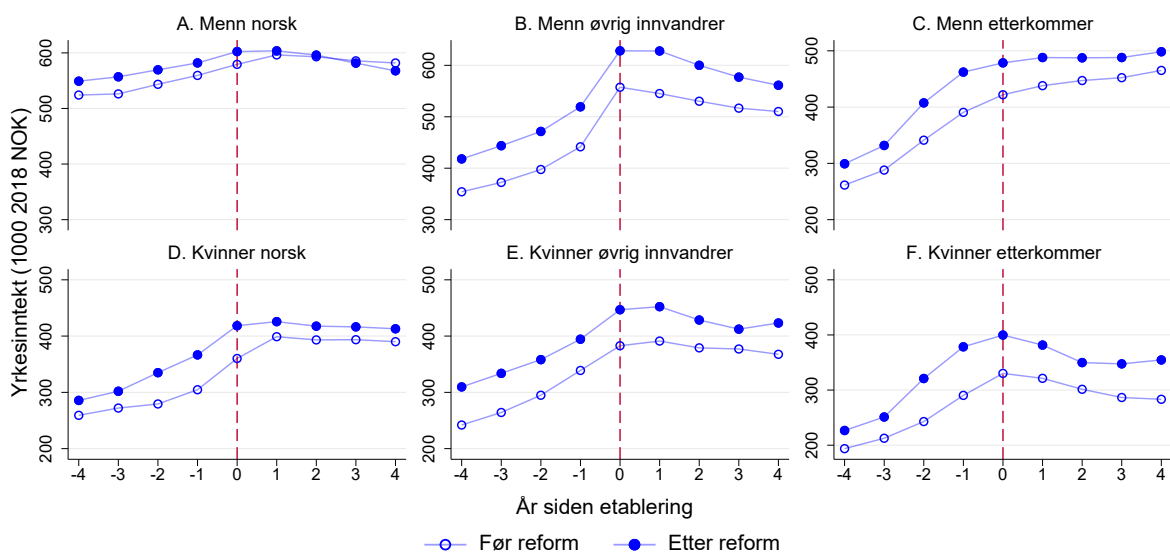 A. Menn norsk
B. Menn øvrig innvandrer
C. Menn etterkommer
Yrkesinntekt (1000 2018 NOK)
600
500
400
300
600
500
400
300
500
400
300
200
D. Kvinner norsk
E. Kvinner øvrig innvandrer
F. Kvinner etterkommer
500
400
300
200
500
400
300
200
500
400
300
200
-4 -3 -2 -1 0 1 2 3 4
-4 -3 -2 -1 0 1 2 3 4
-4 -3 -2 -1 0 1 2 3 4
År siden etablering
Før reform
Etter reform